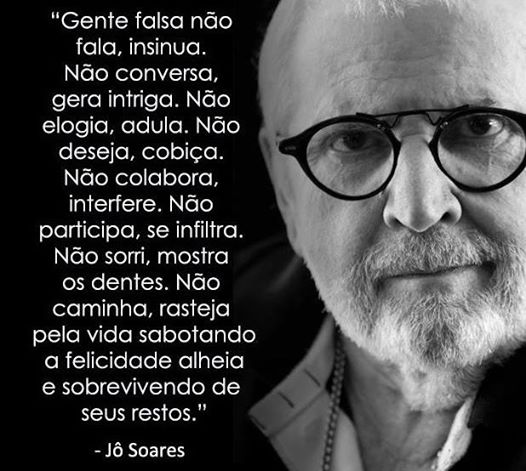 “Gente falsa não
fala, insinua.
Não conversa,
gera intriga. Não
elogia, adula. Não
deseja, cobiça.
Não colabora,
interfere. Não
participa, se infiltra.
Não sorri, mostra
os dentes. Não
caminha, rasteja
pela vida sabotando
a felicidade alheia
e sobrevivendo de
seus restos.”
- Jô Soares